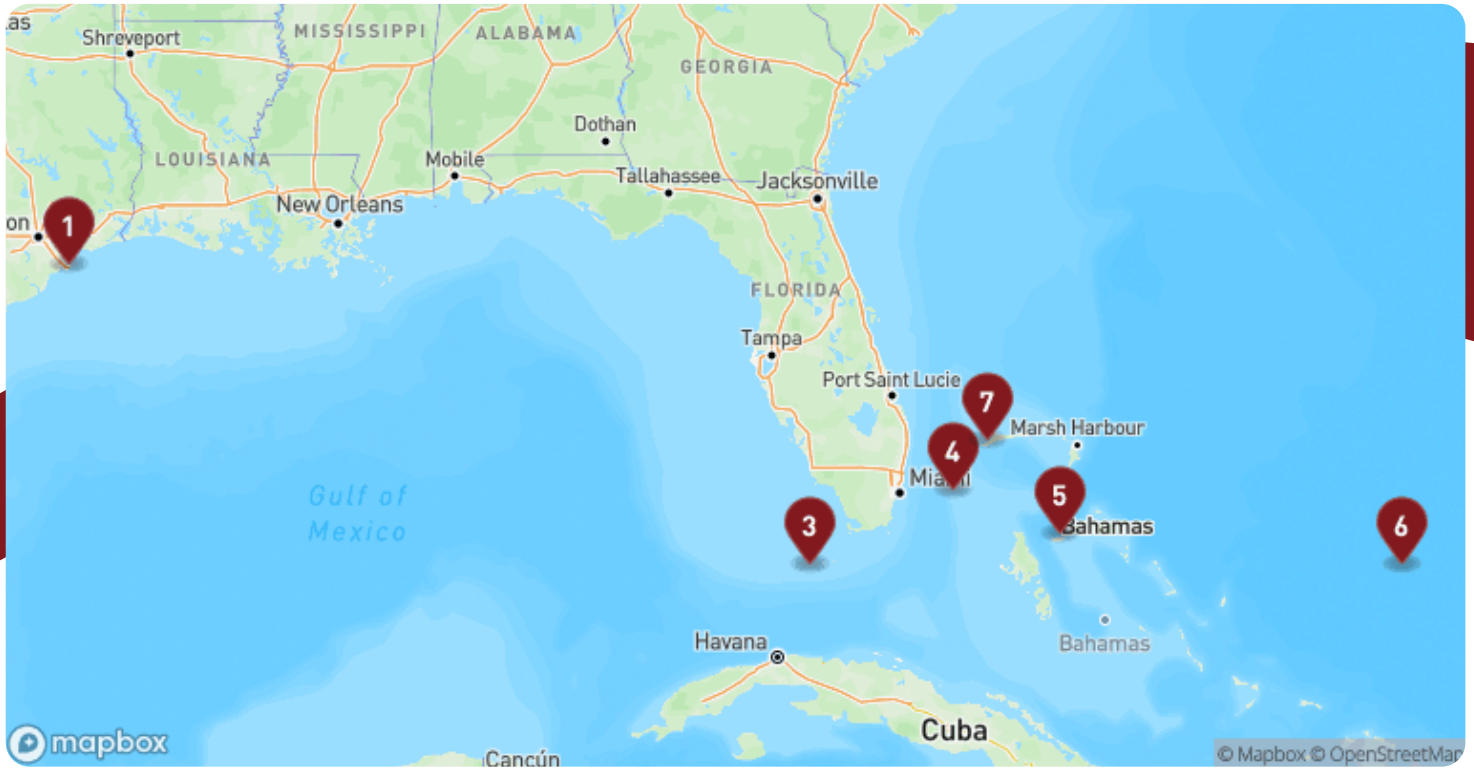 as
Shreveport
MISSISSIPPI
ALABAMA
GEORGIA
Dothan
LOUISIANA
Mobile
Tallahassee
Jacksonville
New Orleans
on
1
FLORIDA
Tampa
Port Saint Lucie
7
Marsh Harbour
4
Miami
5
Gulf of
Mexico
3
Bahamas
6
Havana
Bahamas
Cuba
mapbox
Cancún
© Mapbox © OpenStreetMap